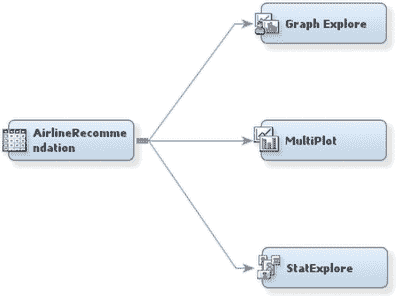 Graph Explore
AirlineRecomme
ndation
MultiPlot
StatExplore